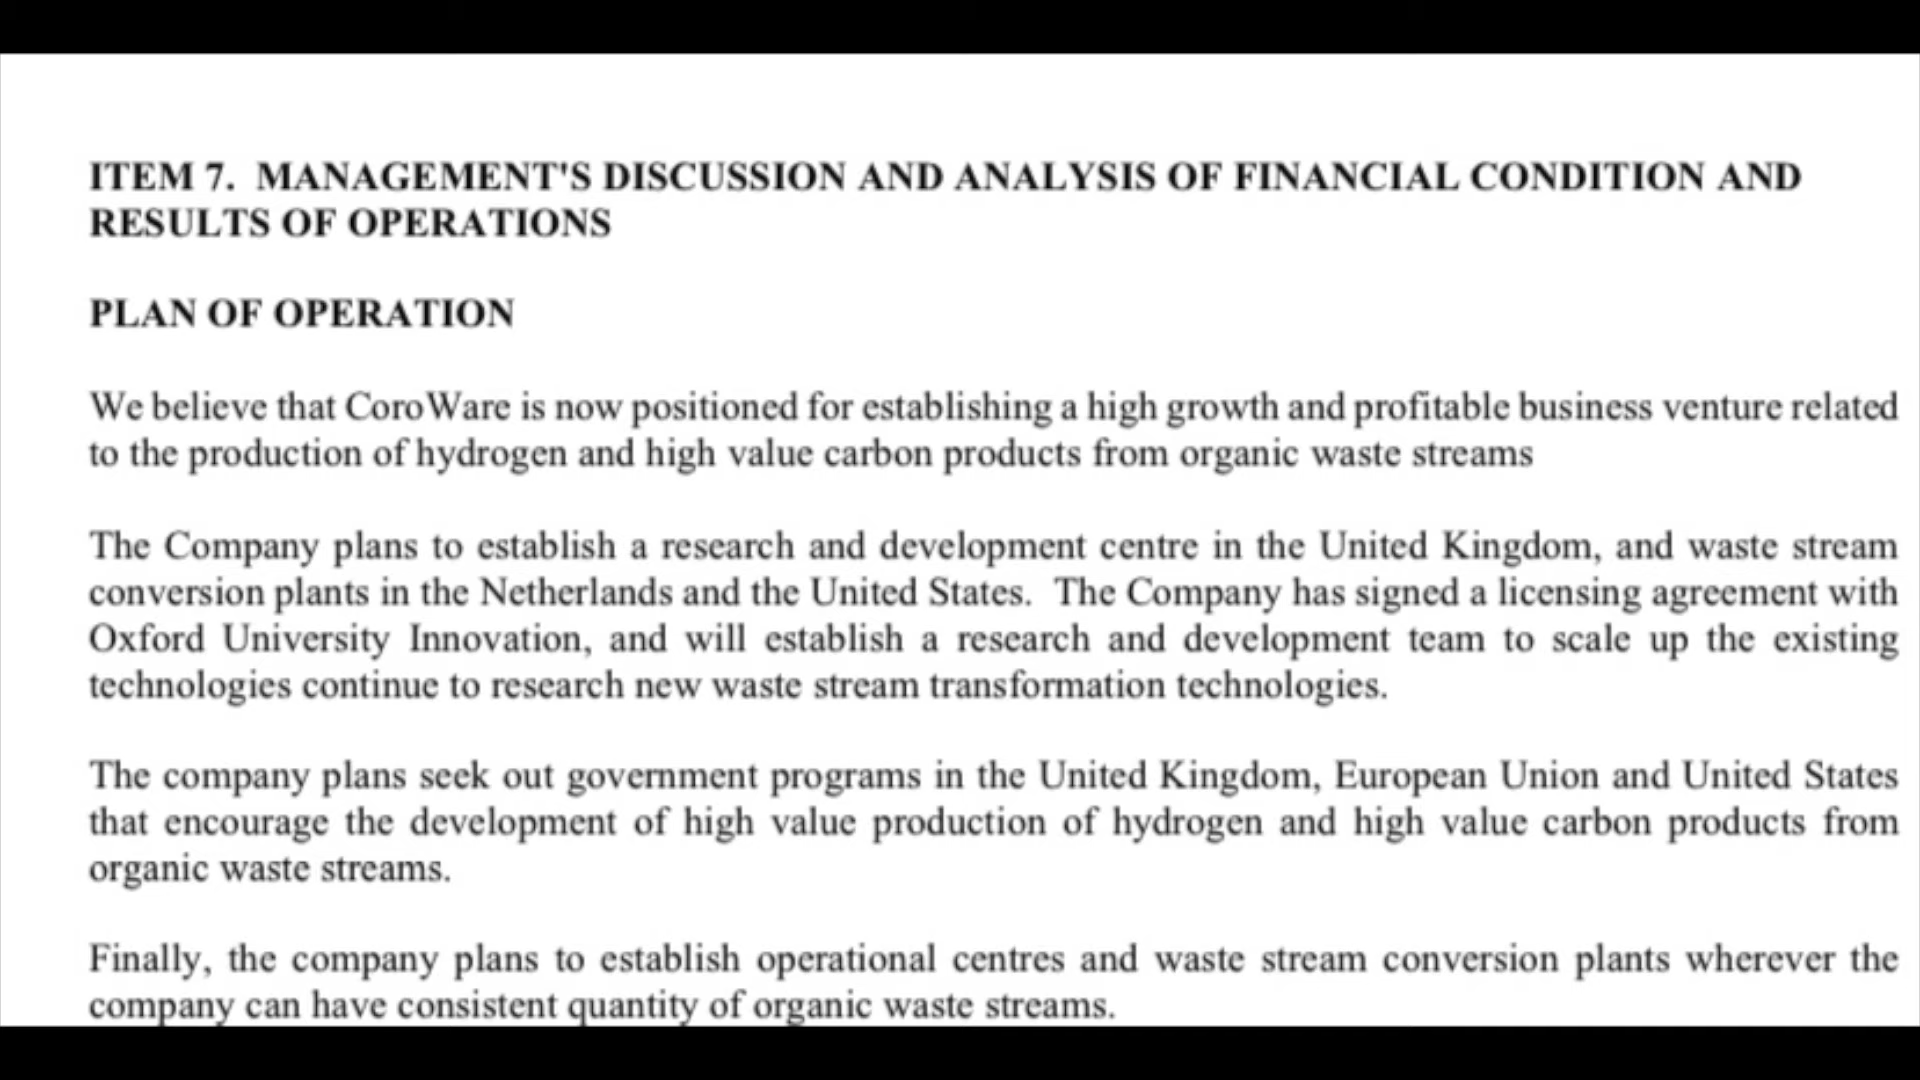 ITEM 7. MANAGEMENT'S DISCUSSION AND ANALYSIS OF FINANCIAL CONDITION AND
RESULTS OF OPERATIONS
PLAN OF OPERATION
We believe that CoroWare is now positioned for establishing a high growth and profitable business venture related
to the production of hydrogen and high value carbon products from organic waste streams
The Company plans to establish a research and development centre in the United Kingdom, and waste stream
conversion plants in the Netherlands and the United States. The Company has signed a licensing agreement with
Oxford University Innovation, and will establish a research and development team to scale up the existing
technologies continue to research new waste stream transformation technologies.
The company plans seek out government programs in the United Kingdom, European Union and United States
that encourage the development of high value production of hydrogen and high value carbon products from
organic waste streams.
Finally, the company plans to establish operational centres and waste stream conversion plants wherever the
company can have consistent quantity of organic waste streams.